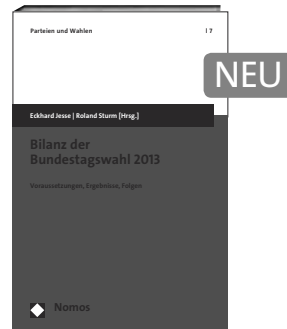 Parteien und Wahlen | 7
NEU
Eckhard Jesse | Roland Sturm [Hrsg.]
Bilanz der
Bundestagswahl 2013
Voraussetzungen, Ergebnisse, Folgen
Nomos